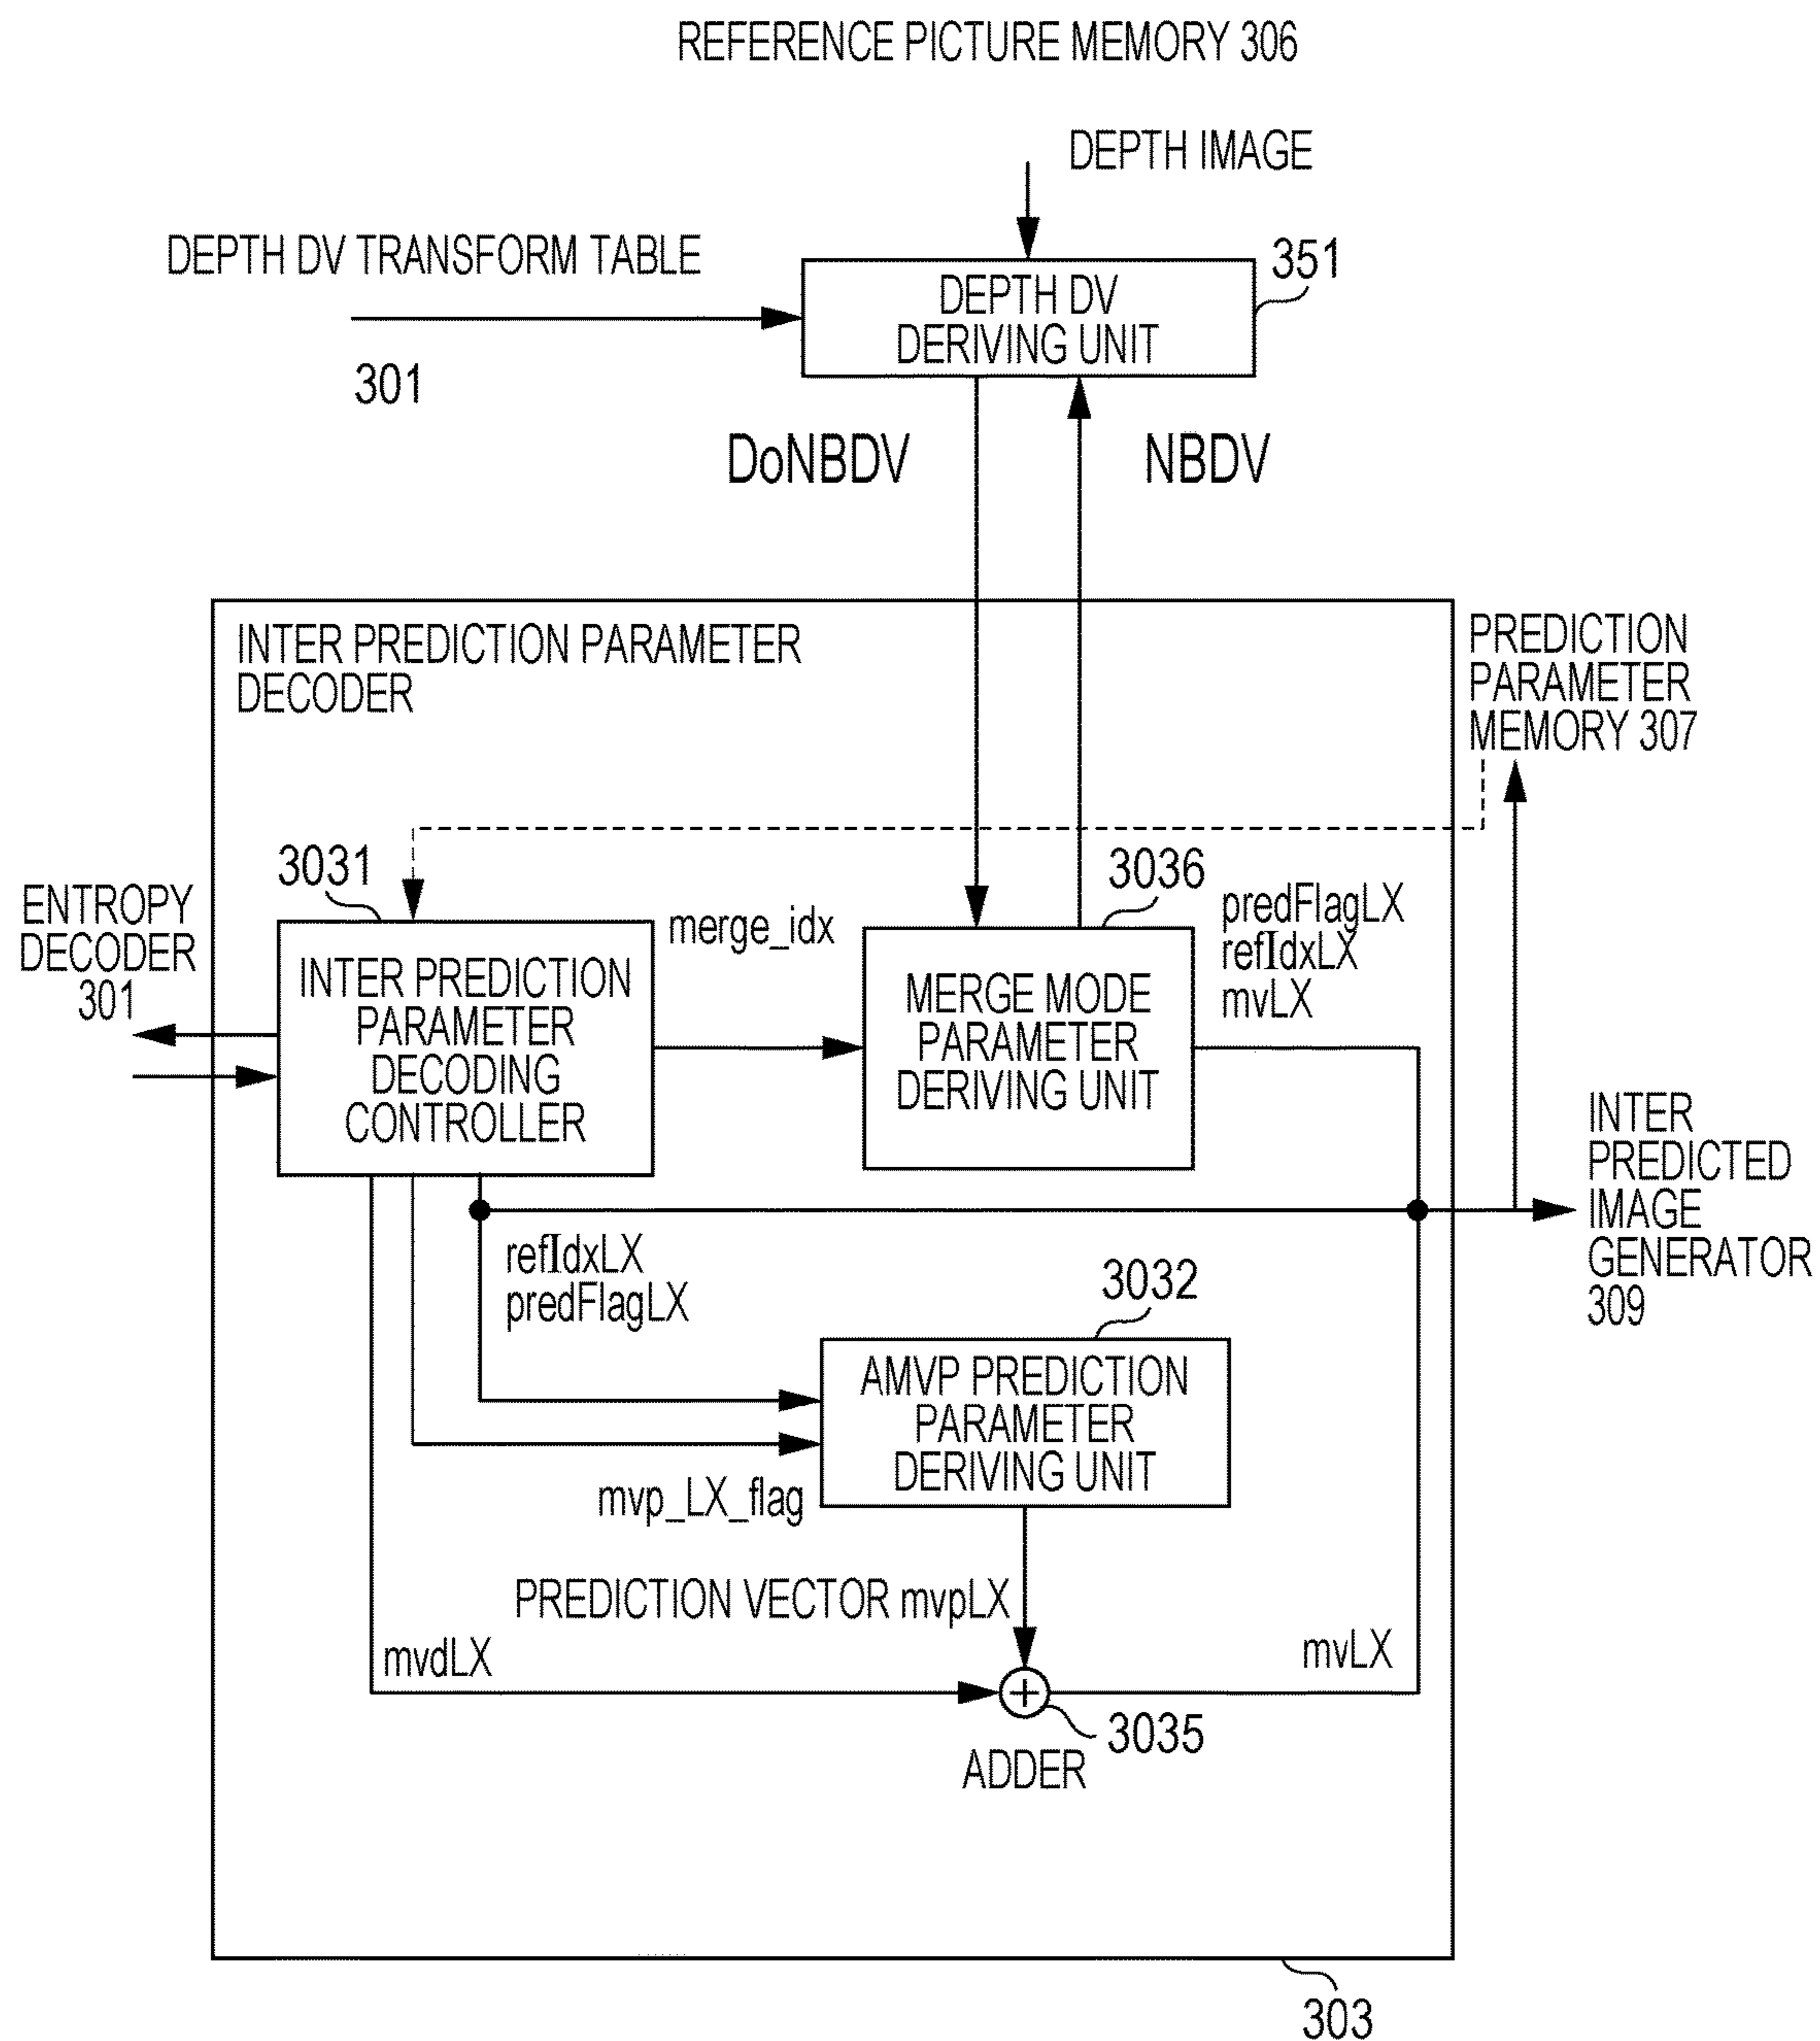 REFERENCE PICTURE MEMORY 306
DEPTH IMAGE
DEPTH DV TRANSFORM TABLE
301
351
DEPTH DV
DERIVING UNIT
DoNBDV
NBDV
INTER PREDICTION PARAMETER
DECODER
PREDICTION
PARAMETER
MEMORY 307
3031
3036
ENTROPY
DECODER
301
merge_idx
predFlagLX
refIdxLX
mvLX
INTER PREDICTION
PARAMETER
DECODING
CONTROLLER
MERGE MODE
PARAMETER
DERIVING UNIT
INTER
PREDICTED
IMAGE
GENERATOR
309
refIdxLX
predFlagLX
3032
AMVP PREDICTION
PARAMETER
DERIVING UNIT
mvp_LX_flag
PREDICTION VECTOR mvpLX
mvdLX
mvLX
+
3035
ADDER
303